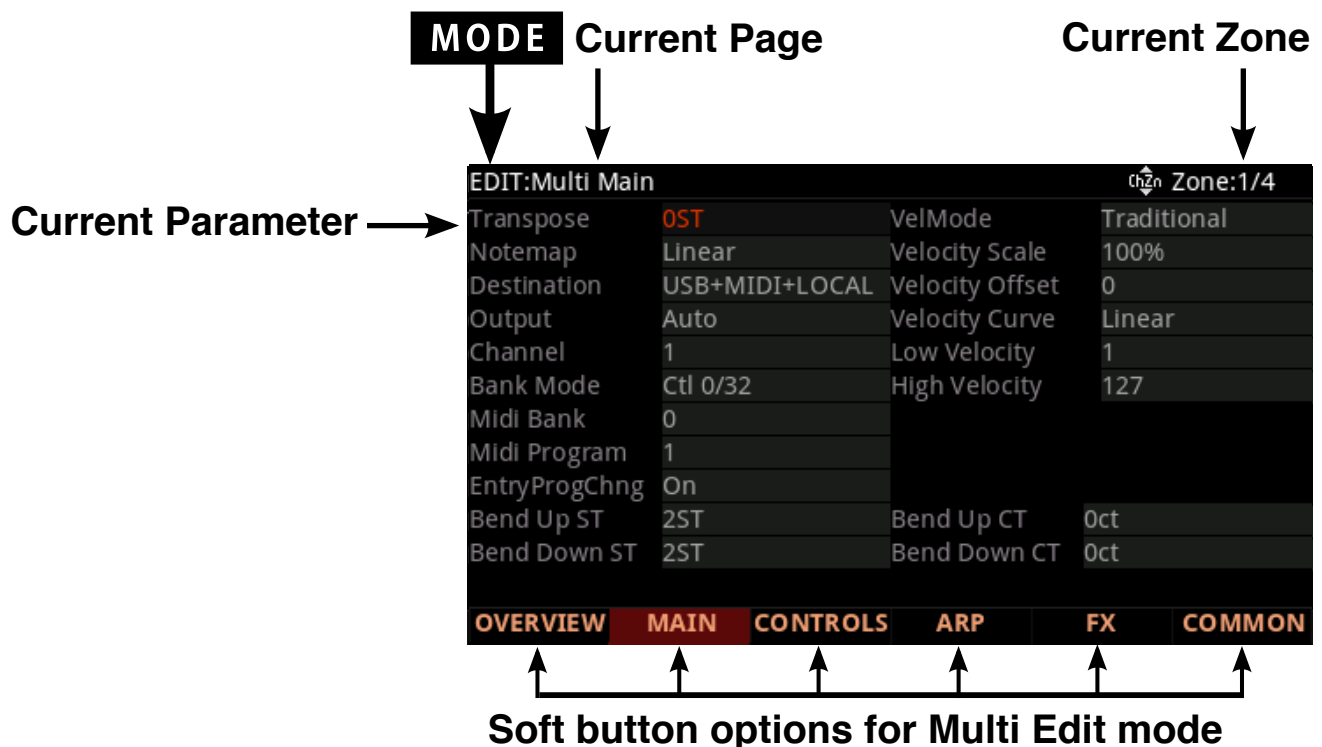 MODE Current Page Current Zone
EDIT:Multi Main ChZn Zone:1/4
Current Parameter
Transpose 0ST VelMode Traditional
Notemap Linear Velocity Scale 100%
Destination USB+MIDI+LOCAL Velocity Offset 0
Output Auto Velocity Curve Linear
Channel 1 Low Velocity 1
Bank Mode Ctl 0/32 High Velocity 127
Midi Bank 0
Midi Program 1
EntryProgChng On
Bend Up ST 2ST Bend Up CT 0ct
Bend Down ST 2ST Bend Down CT 0ct
OVERVIEW MAIN CONTROLS ARP FX COMMON
Soft button options for Multi Edit mode